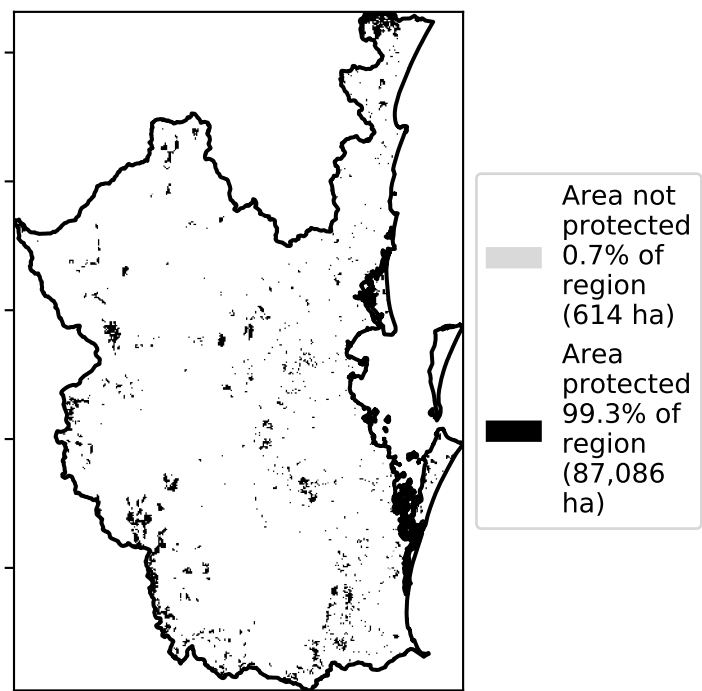 Area not
protected
0.7% of
region
(614 ha)
Area
protected
99.3% of
region
(87,086
ha)